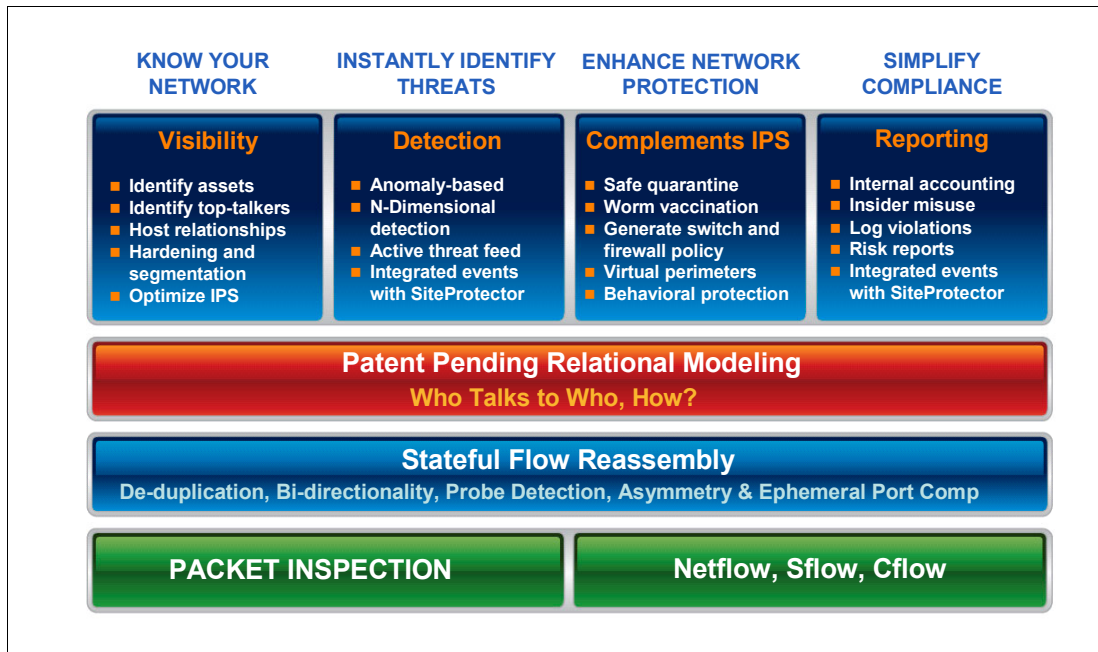 KNOW YOUR
NETWORK
INSTANTLY IDENTIFY
THREATS
ENHANCE NETWORK
PROTECTION
SIMPLIFY
COMPLIANCE
Visibility
Identify assets
Identify top-talkers
Host relationships
Hardening and
segmentation
Optimize IPS
Detection
Anomaly-based
N-Dimensional
detection
Active threat feed
Integrated events
with SiteProtector
Complements IPS
Safe quarantine
Worm vaccination
Generate switch and
firewall policy
Virtual perimeters
Behavioral protection
Reporting
Internal accounting
Insider misuse
Log violations
Risk reports
Integrated events
with SiteProtector
Patent Pending Relational Modeling
Who Talks to Who, How?
Stateful Flow Reassembly
De-duplication, Bi-directionality, Probe Detection, Asymmetry & Ephemeral Port Comp
PACKET INSPECTION
Netflow, Sflow, Cflow